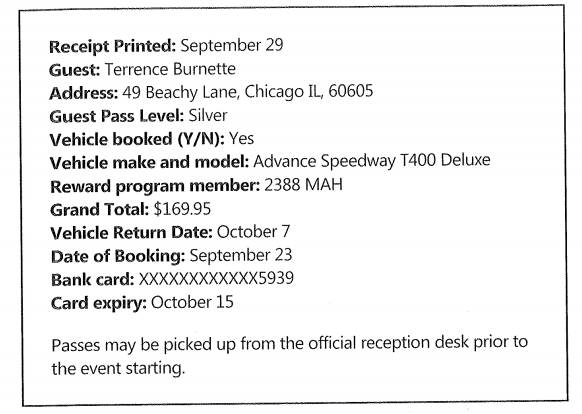 Receipt Printed: September 29
Guest: Terrence Burnette
Address: 49 Beachy Lane, Chicago IL, 60605
Guest Pass Level: Silver
Vehicle booked (Y/N): Yes
Vehicle make and model: Advance Speedway T400 Deluxe
Reward program member: 2388 MAH
Grand Total: $169.95
Vehicle Return Date: October 7
Date of Booking: September 23
Bank card: XXXXXXXXXXXX5939
Card expiry: October 15
Passes may be picked up from the official reception desk prior to
the event starting.